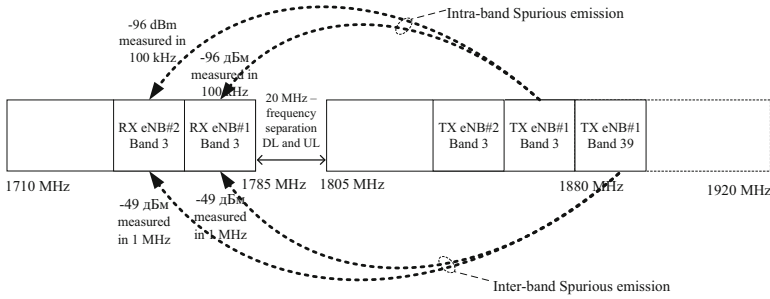 Intra-band Spurious emission
-96 dBm
measured in
100 kHz
-96 дБм
measured in
100 kHz
20 MHz –
frequency
separation
DL and UL
RX eNB#2
Band 3
RX eNB#1
Band 3
TX eNB#2
Band 3
TX eNB#1
Band 3
TX eNB#1
Band 39
1710 MHz
1785 MHz
1805 MHz
1880 MHz
1920 MHz
-49 дБм
measured
in 1 MHz
-49 дБм
measured
in 1 MHz
Inter-band Spurious emission